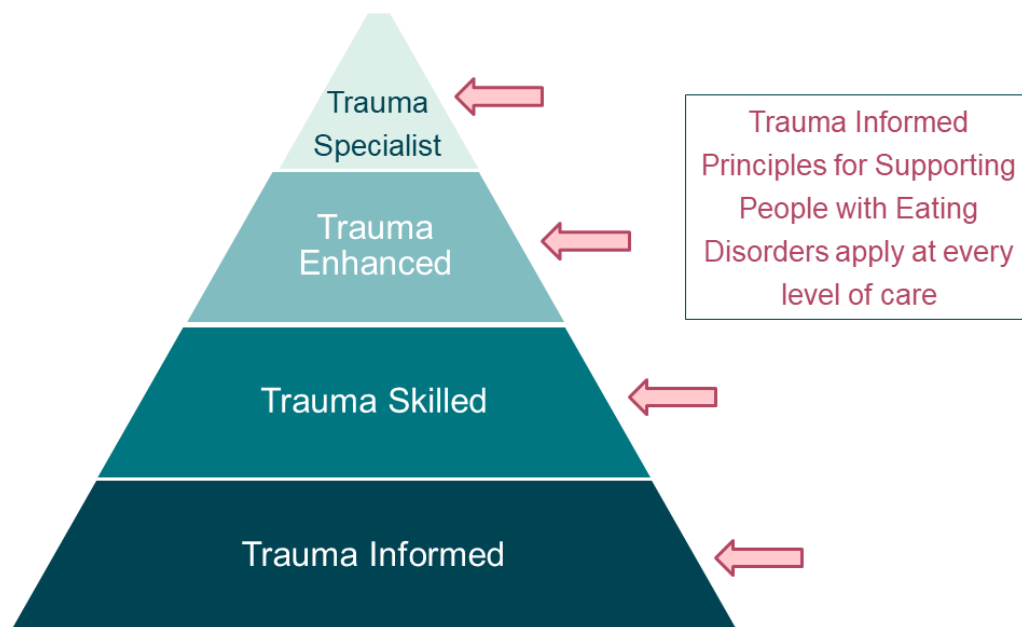 Trauma
Specialist
Trauma
Enhanced
Trauma Skilled
Trauma Informed
Trauma Informed
Principles for Supporting
People with Eating
Disorders apply at every
level of care